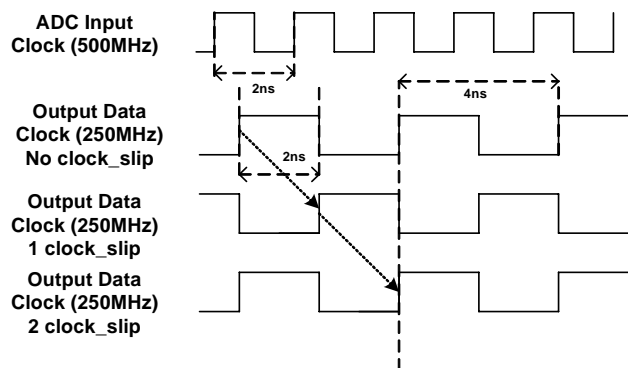 ADC Input
Clock (500MHz)
2ns
Output Data
Clock (250MHz)
No clock_slip
4ns
2ns
Output Data
Clock (250MHz)
1 clock_slip
Output Data
Clock (250MHz)
2 clock_slip